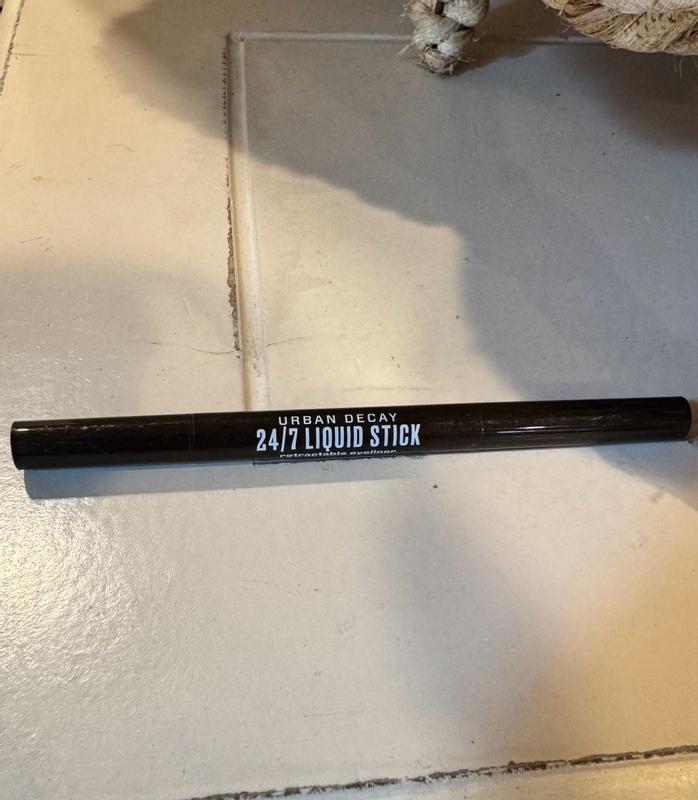 URBAN DECAY
24/7 LIQUID STICK
retractable eyeliner